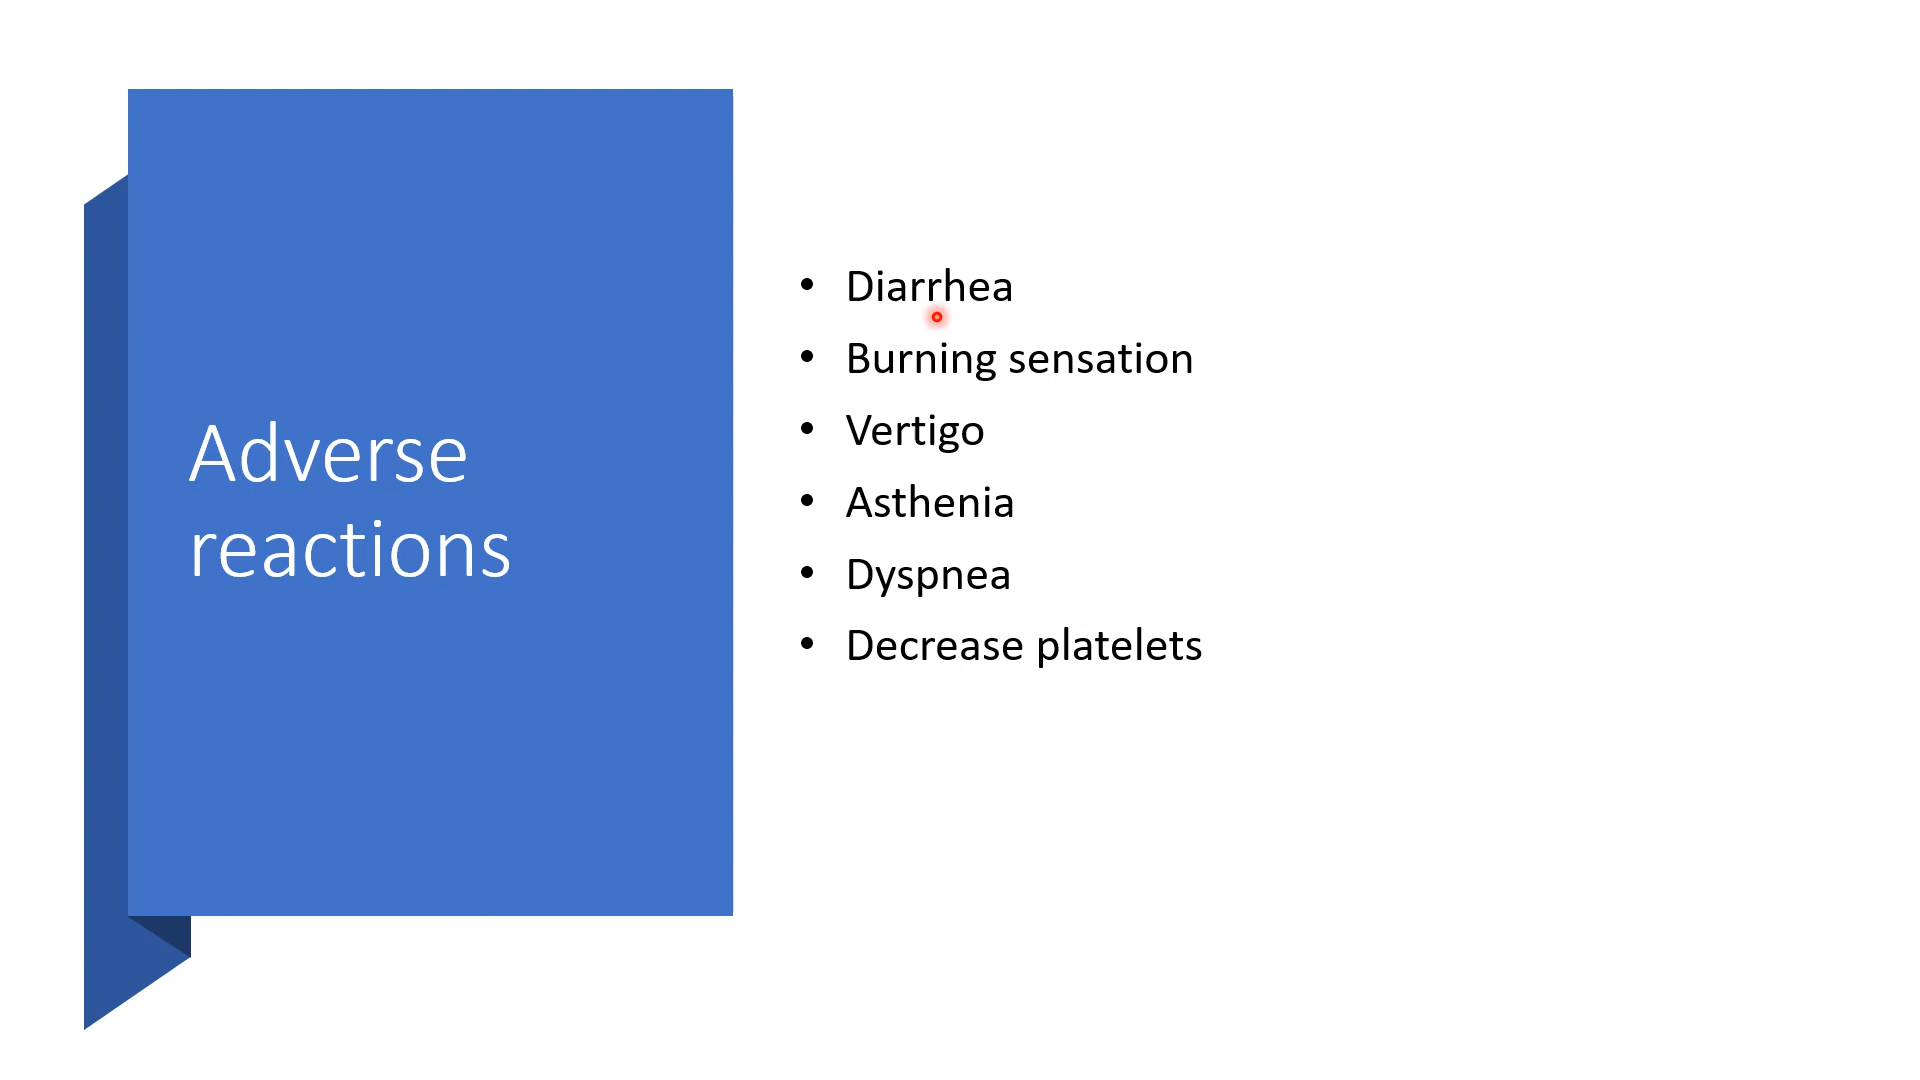 Adverse
reactions
• Diarrhea
• Burning sensation
• Vertigo
• Asthenia
• Dyspnea
• Decrease platelets